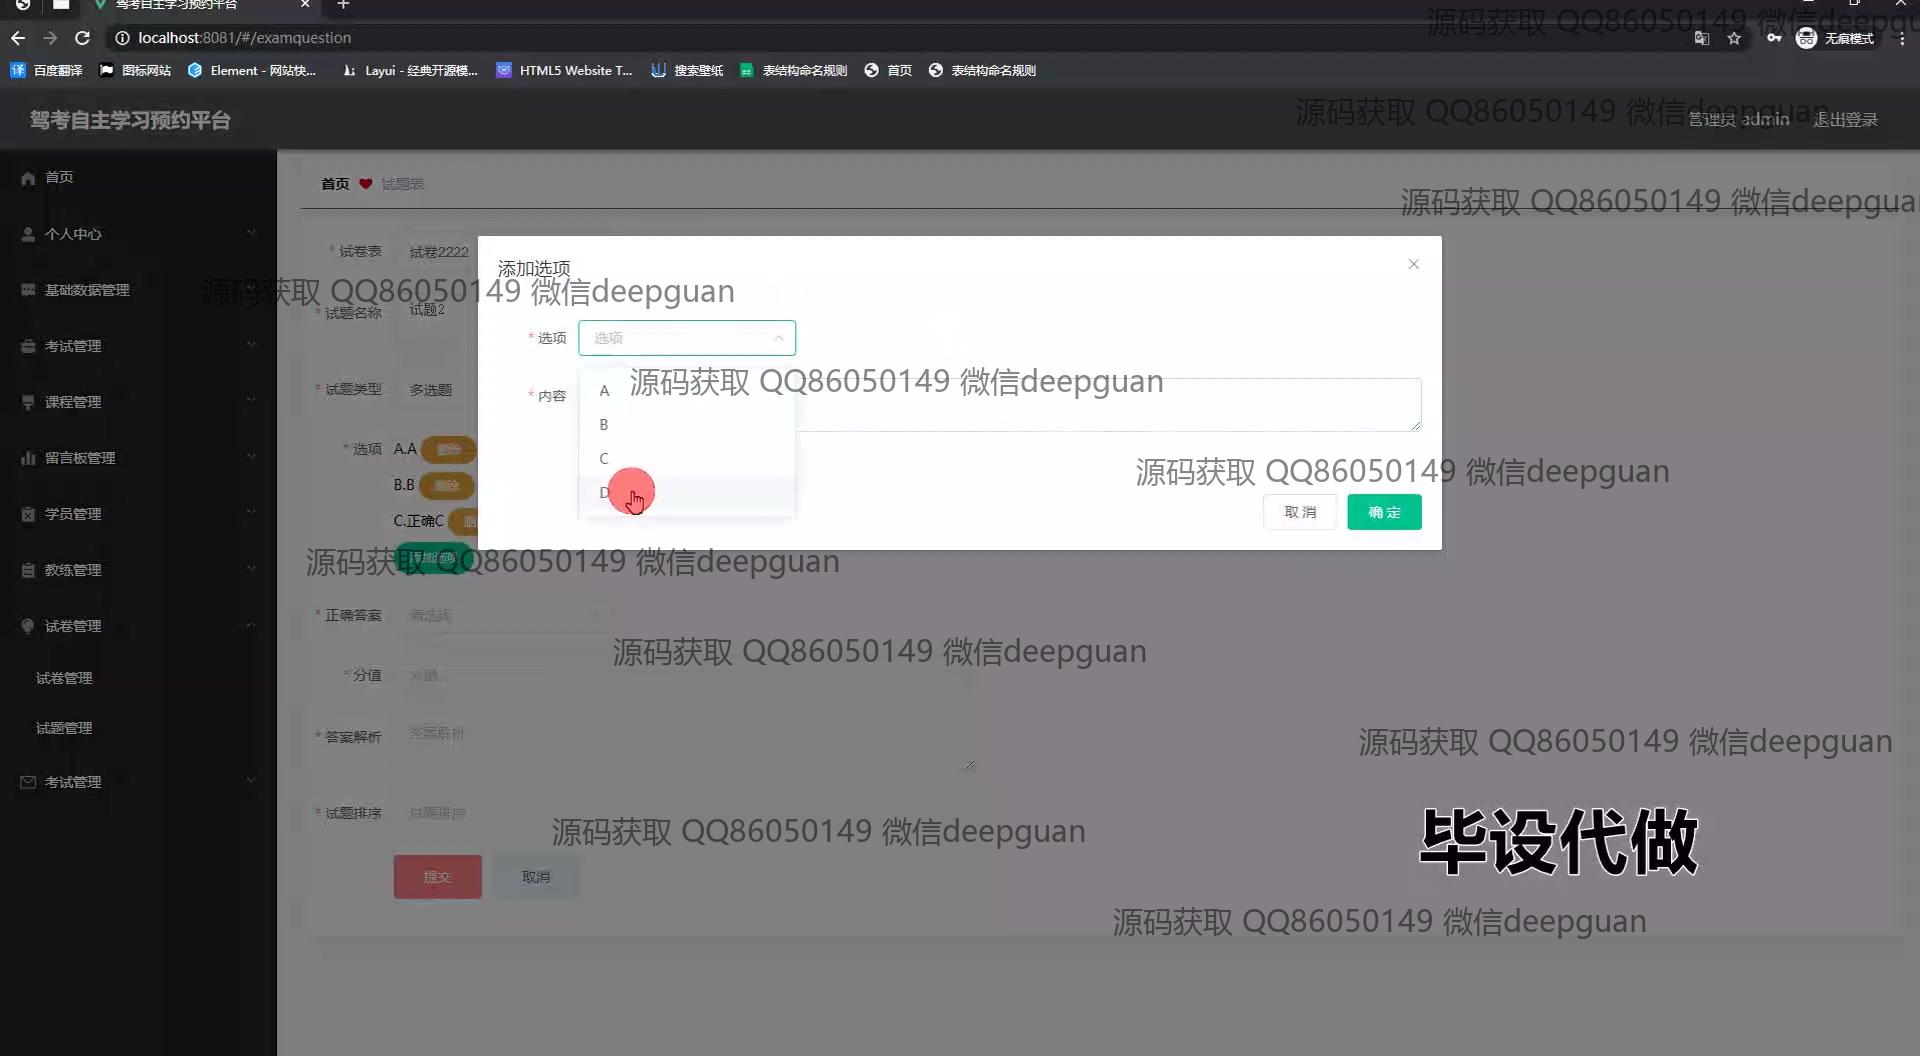 驾考自主学习预约平台
localhost:8081/#/examquestion
无痕模式
百度翻译
图标网站
Element - 网站快...
Layui - 经典开源模...
HTML5 Website T...
搜索壁纸
表结构命名规则
首页
表结构命名规则
源码获取 QQ86050149 微信deepgu
驾考自主学习预约平台
源码获取 QQ86050149 微信deepguan
管理员 admin
退出登录
首页
个人中心
基础数据管理
考试管理
课程管理
留言板管理
学员管理
教练管理
试卷管理
试卷管理
试题管理
考试管理
首页
试题表
源码获取 QQ86050149 微信deepgua
* 试卷表
试卷2222
源码获取 QQ86050149 微信deepguan
* 试题名称
试题2
* 试题类型
多选题
* 选项
A.A
删除
B.B
删除
C.正确C
添加选项
* 正确答案
请选择
* 分值
分值
* 答案解析
答案解析
* 试题排序
试题排序
提交
取消
添加选项
* 选项
选项
A
B
C
D
* 内容
取 消
确 定
源码获取 QQ86050149 微信deepguan
源码获取 QQ86050149 微信deepguan
源码获取 QQ86050149 微信deepguan
源码获取 QQ86050149 微信deepguan
源码获取 QQ86050149 微信deepguan
源码获取 QQ86050149 微信deepguan
毕设代做
源码获取 QQ86050149 微信deepguan